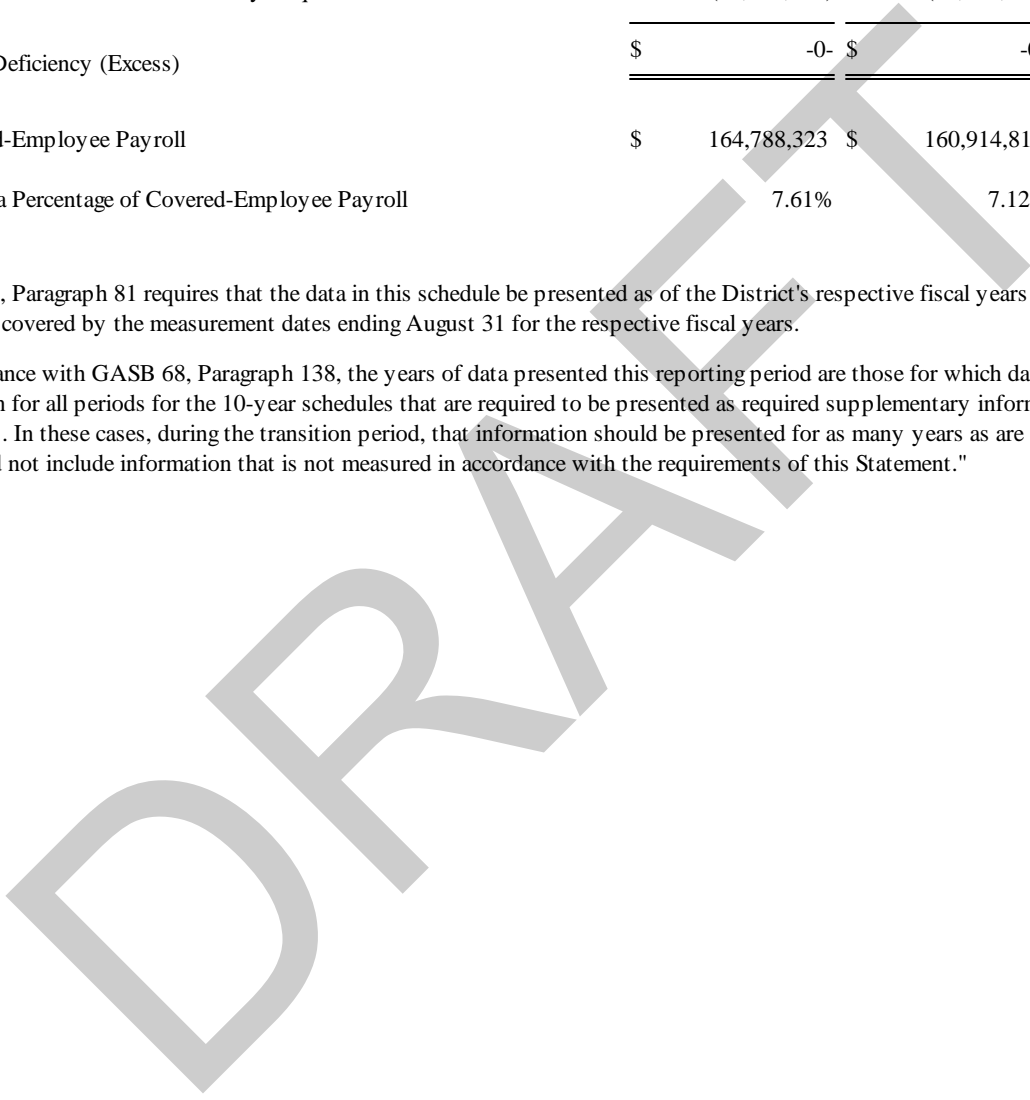 Deficiency (Excess) $ -0- $
-Employee Payroll $ 164,788,323 $ 160,914,81
a Percentage of Covered-Employee Payroll 7.61% 7.12
, Paragraph 81 requires that the data in this schedule be presented as of the District's respective fiscal years
covered by the measurement dates ending August 31 for the respective fiscal years.
ance with GASB 68, Paragraph 138, the years of data presented this reporting period are those for which da
for all periods for the 10-year schedules that are required to be presented as required supplementary inform
. In these cases, during the transition period, that information should be presented for as many years as are
not include information that is not measured in accordance with the requirements of this Statement."
DRAFT